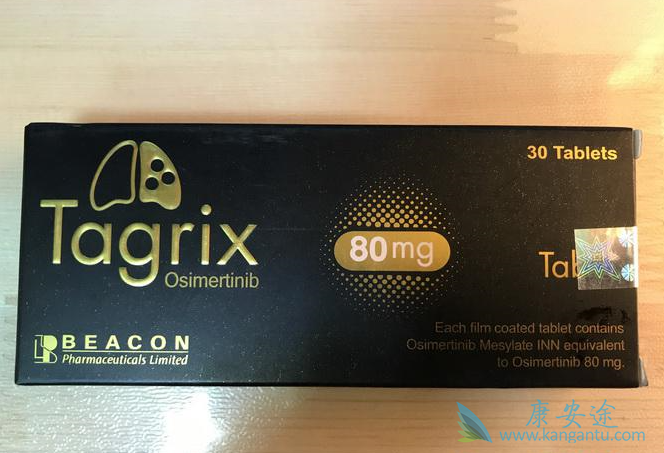 30 Tablets
Tagrix
Osimertinib
80mg
BEACON
Pharmaceuticals Limited
Each film coated tablet contains
Osimertinib Mesylate INN equivalent
to Osimertinib 80 mg.
康安途
www.kangantu.com